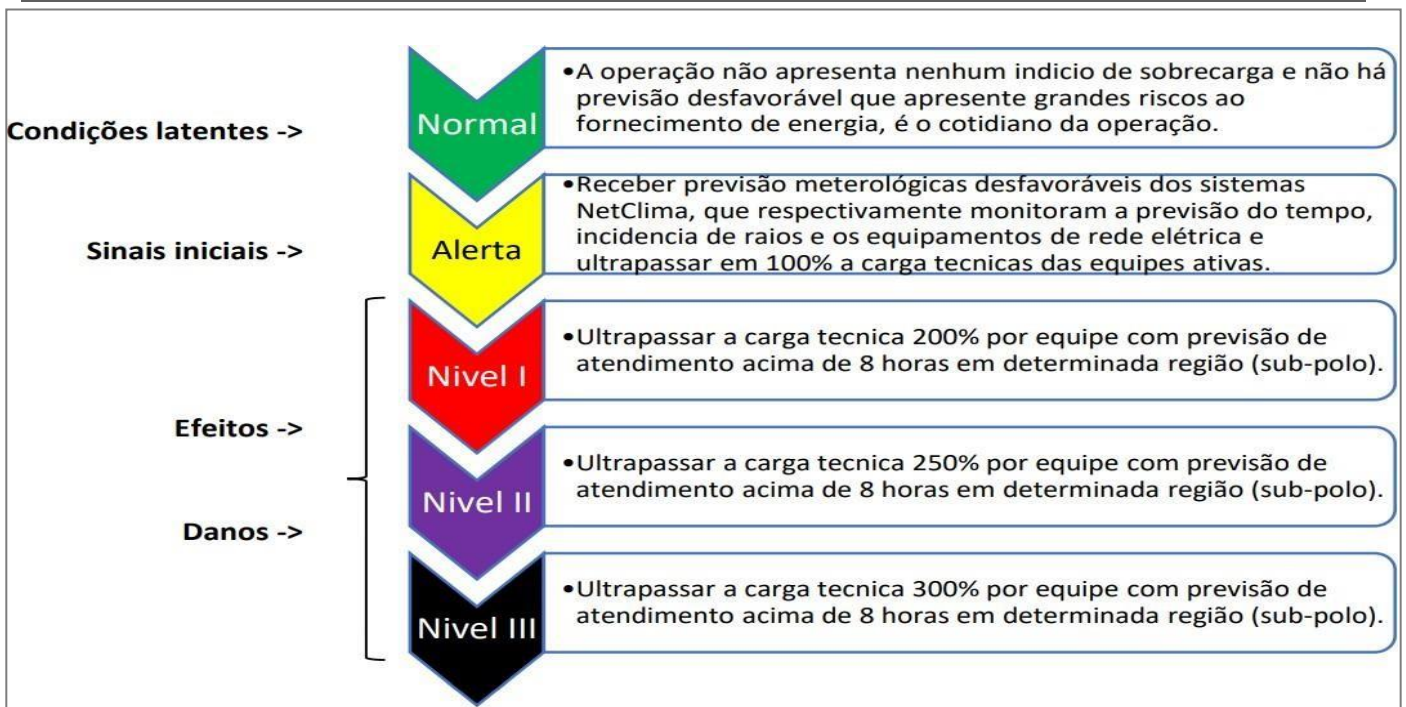 Condições latentes ->
Normal
•A operação não apresenta nenhum indicio de sobrecarga e não há
previsão desfavorável que apresente grandes riscos ao
fornecimento de energia, é o cotidiano da operação.
Sinais iniciais ->
Alerta
•Receber previsão meterológicas desfavoráveis dos sistemas
NetClima, que respectivamente monitoram a previsão do tempo,
incidencia de raios e os equipamentos de rede elétrica e
ultrapassar em 100% a carga tecnicas das equipes ativas.
Nivel I
•Ultrapassar a carga tecnica 200% por equipe com previsão de
atendimento acima de 8 horas em determinada região (sub-polo).
Efeitos ->
Nivel II
•Ultrapassar a carga tecnica 250% por equipe com previsão de
atendimento acima de 8 horas em determinada região (sub-polo).
Danos ->
Nivel III
•Ultrapassar a carga tecnica 300% por equipe com previsão de
atendimento acima de 8 horas em determinada região (sub-polo).